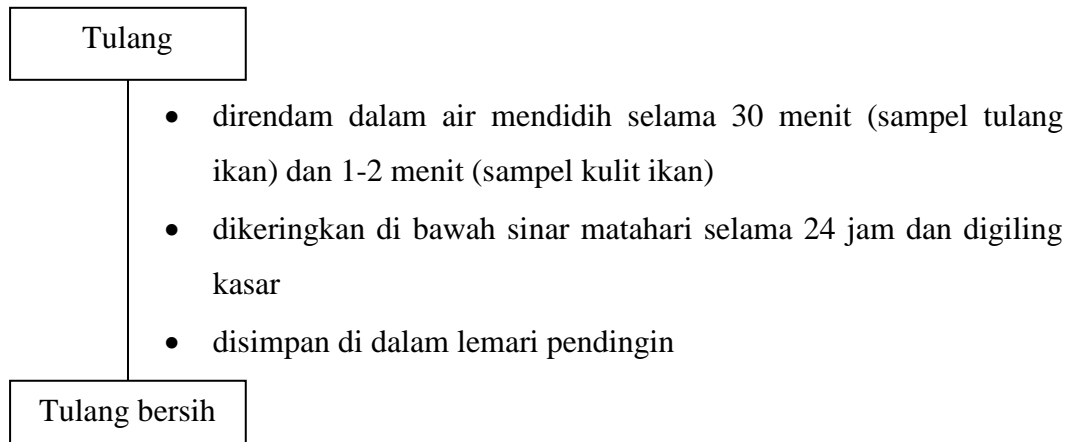 Tulang
• direndam dalam air mendidih selama 30 menit (sampel tulang
ikan) dan 1-2 menit (sampel kulit ikan)
• dikeringkan di bawah sinar matahari selama 24 jam dan digiling
kasar
• disimpan di dalam lemari pendingin
Tulang bersih